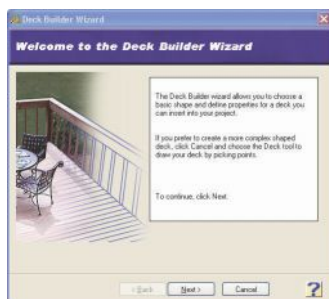 Deck Builder Wizard
Welcome to the Deck Builder Wizard
The Deck Builder wizard allows you to choose a
basic shape and define properties for a deck you
can insert into your project.
If you prefer to create a more complex shaped
deck, click Cancel and choose the Deck tool to
draw your deck by picking points.
To continue, click Next.
< Back Next > Cancel ?